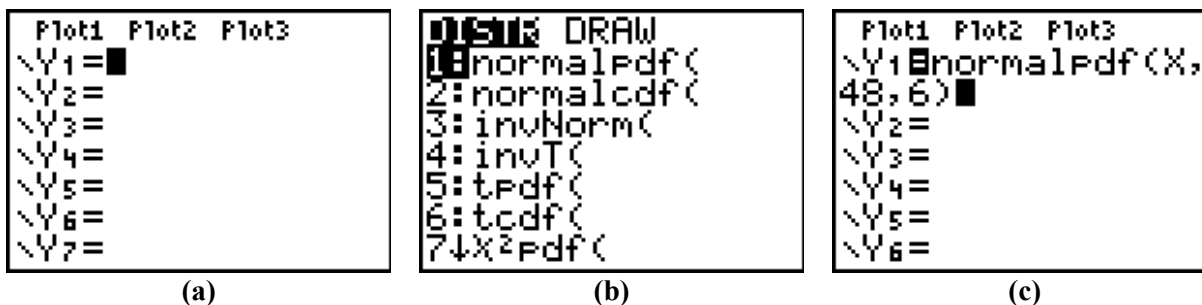 Plot1 Plot2 Plot3
\Y1=
\Y2=
\Y3=
\Y4=
\Y5=
\Y6=
\Y7=
(a)
DISTR DRAW
1:normalpdf(
2:normalcdf(
3:invNorm(
4:invT(
5:tpdf(
6:tcdf(
7↓X²pdf(
(b)
Plot1 Plot2 Plot3
\Y1=normalpdf(X,
48,6)
\Y2=
\Y3=
\Y4=
\Y5=
\Y6=
(c)